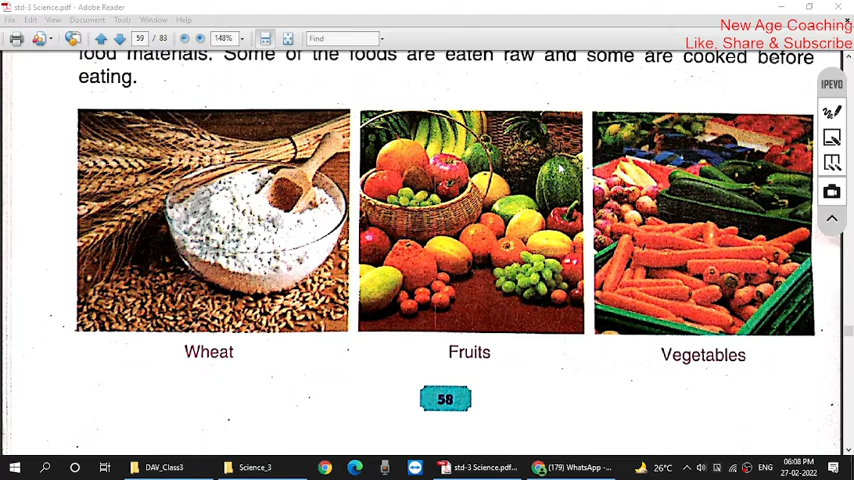 std-3 Science.pdf - Adobe Reader
File Edit View Document Tools Window Help
New Age Coaching
Like, Share & Subscribe
59 / 83 148% Find
food materials. Some of the foods are eaten raw and some are cooked before
eating.
IPEVO
Wheat
Fruits
Vegetables
58
DAV_Class3 Science_3 std-3 Science.pdf... (179) WhatsApp -... 26°C ENG 06:08 PM
27-02-2022